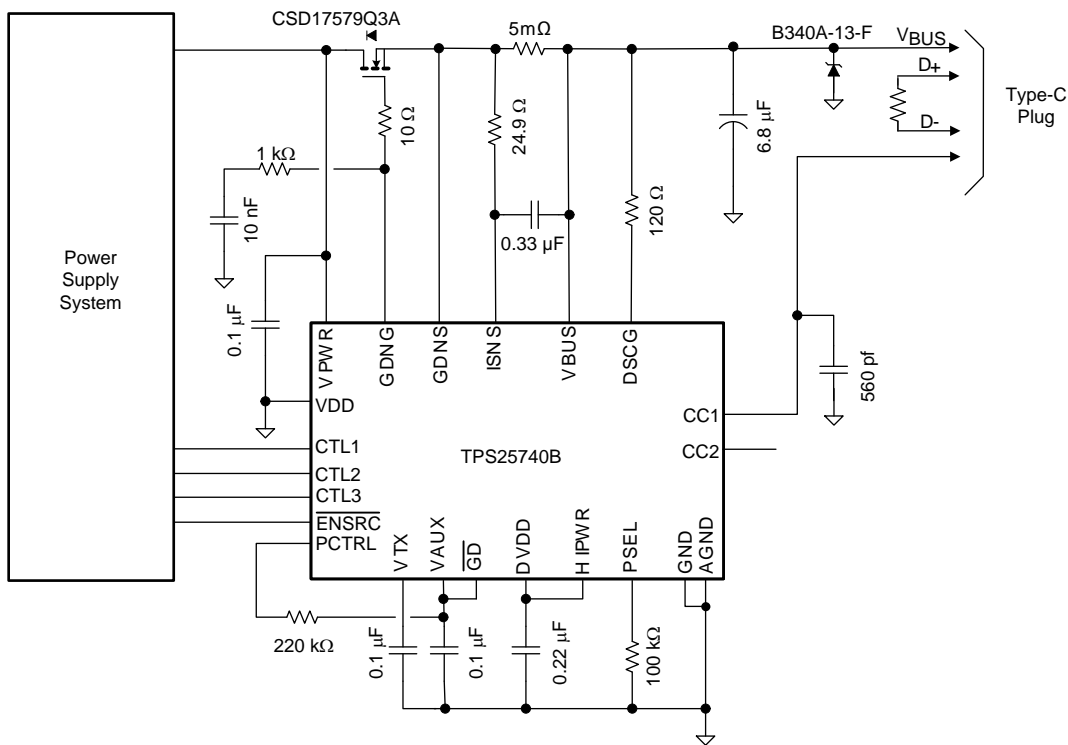 CSD17579Q3A
5mΩ
B340A-13-F
VBUS
D+
D-
Type-C
Plug
10 Ω
24.9 Ω
6.8 µF
1 kΩ
10 nF
0.33 µF
120 Ω
Power
Supply
System
0.1 µF
VPWR
GDNG
GDNS
ISNS
VBUS
DSCG
560 pf
VDD
CC1
CTL1
TPS25740B
CC2
CTL2
CTL3
ENSRC
PCTRL
VTX
VAUX
GD
DVDD
HIPWR
PSEL
GND
AGND
220 kΩ
0.1 µF
0.1 µF
0.22 µF
100 kΩ